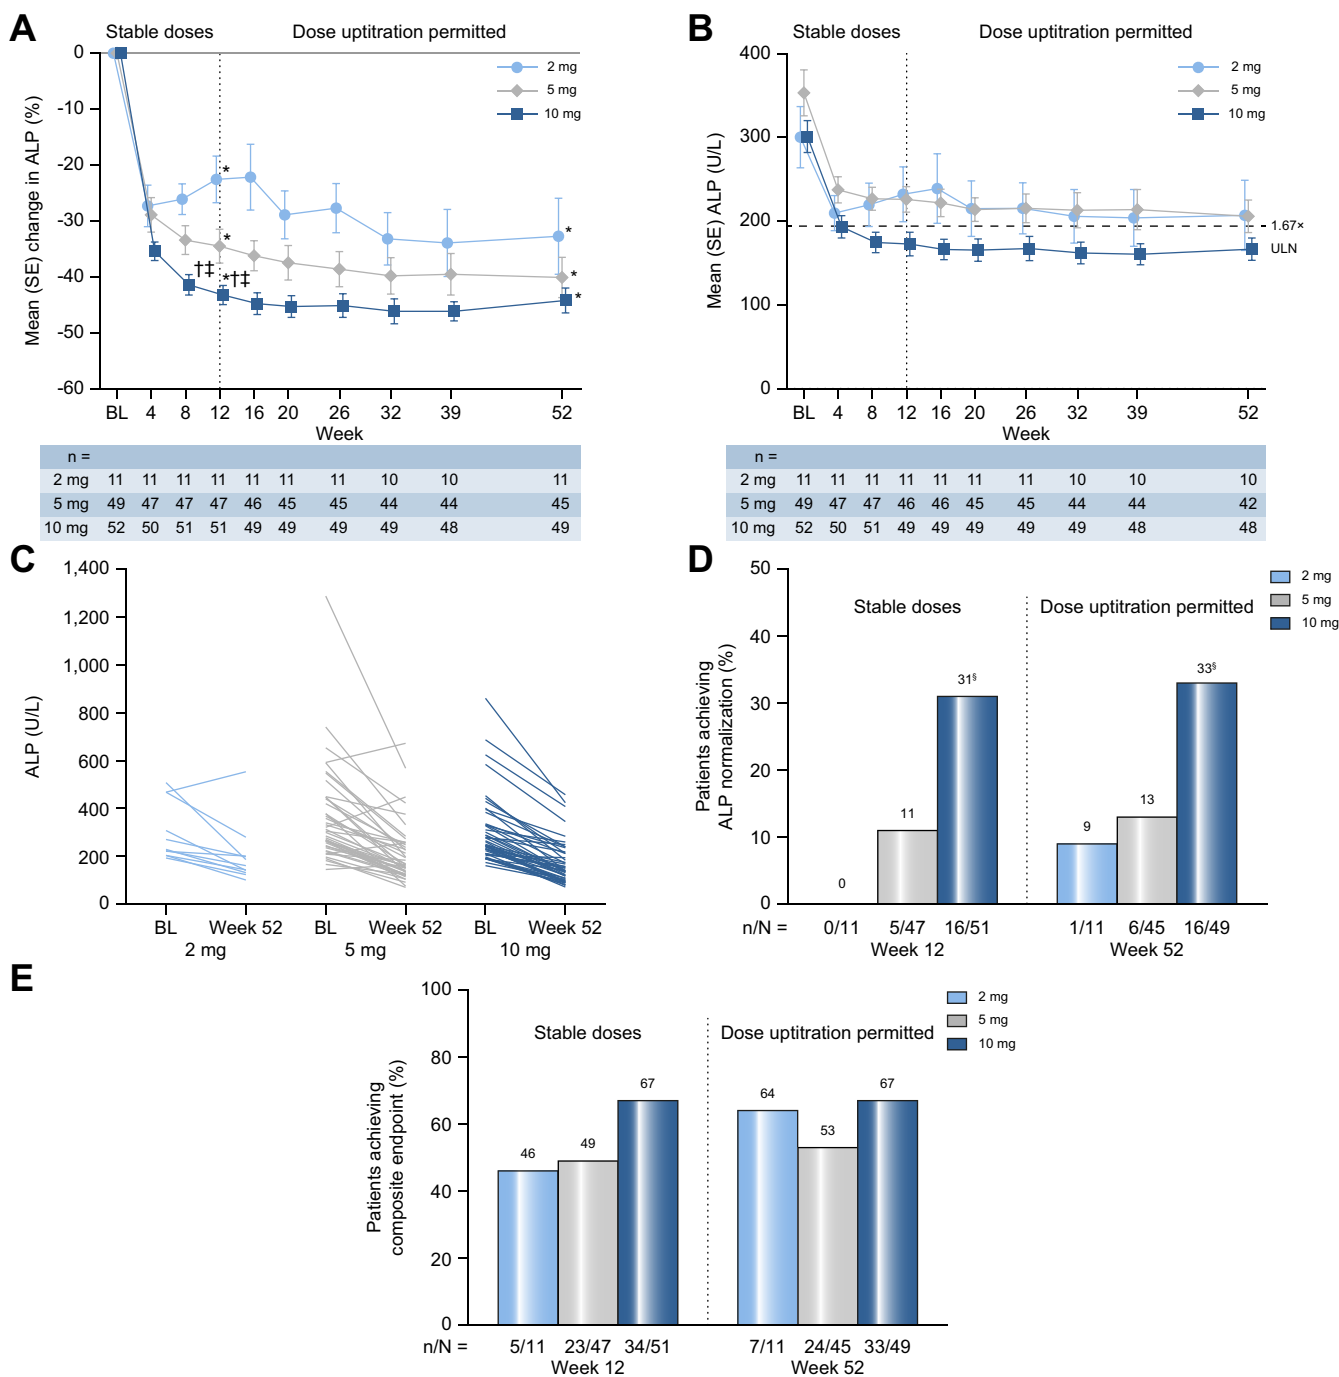 A
Stable doses Dose uptitration permitted
Mean (SE) change in ALP (%)
0
-10
-20
-30
-40
-50
-60
2 mg
5 mg
10 mg
*
*
†‡
*†‡
*
*
*
BL 4 8 12 16 20 26 32 39 52
Week
n =
2 mg 11 11 11 11 11 11 11 10 10 11
5 mg 49 47 47 47 46 45 45 44 44 45
10 mg 52 50 51 51 49 49 49 49 48 49
B
Stable doses Dose uptitration permitted
Mean (SE) ALP (U/L)
400
300
200
100
0
2 mg
5 mg
10 mg
1.67×
ULN
BL 4 8 12 16 20 26 32 39 52
Week
n =
2 mg 11 11 11 11 11 11 11 10 10 10
5 mg 49 47 47 46 46 45 45 44 44 42
10 mg 52 50 51 49 49 49 49 49 48 48
C
ALP (U/L)
1,400
1,200
1,000
800
600
400
200
0
BL Week 52 BL Week 52 BL Week 52
2 mg 5 mg 10 mg
D
Patients achieving
ALP normalization (%)
50
40
30
20
10
0
Stable doses Dose uptitration permitted
2 mg
5 mg
10 mg
0 11 31§ 9 13 33§
n/N = 0/11 5/47 16/51 1/11 6/45 16/49
Week 12 Week 52
E
Patients achieving
composite endpoint (%)
100
80
60
40
20
0
Stable doses Dose uptitration permitted
2 mg
5 mg
10 mg
46 49 67 64 53 67
n/N = 5/11 23/47 34/51 7/11 24/45 33/49
Week 12 Week 52